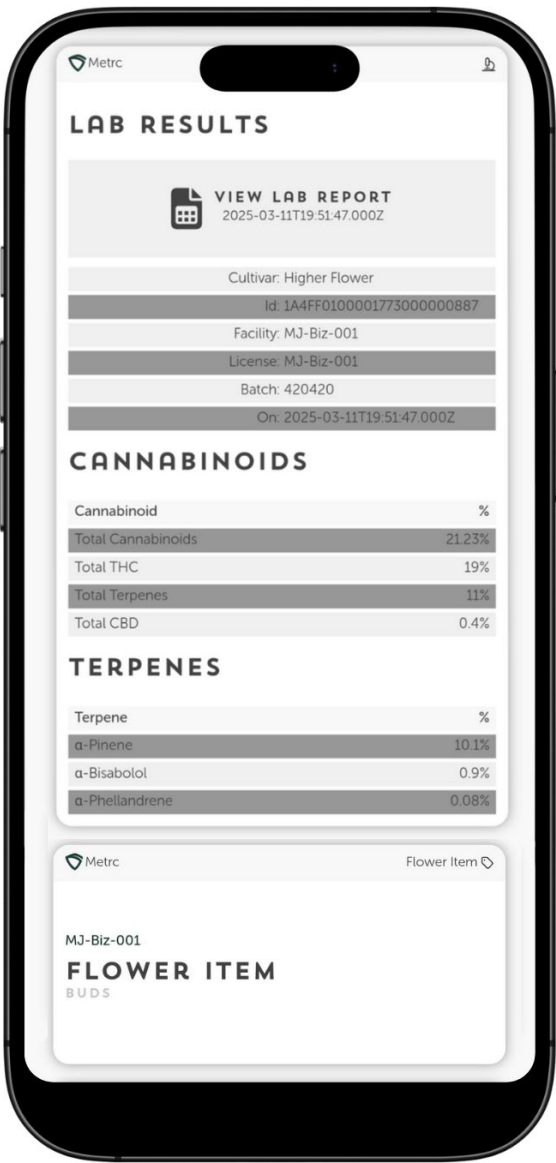 Metrc
LAB RESULTS
VIEW LAB REPORT
2025-03-11T19:51:47.000Z
Cultivar: Higher Flower
Id: 1A4FF0100001773000000887
Facility: MJ-Biz-001
License: MJ-Biz-001
Batch: 420420
On: 2025-03-11T19:51:47.000Z
CANNABINOIDS
Cannabinoid %
Total Cannabinoids 21.23%
Total THC 19%
Total Terpenes 11%
Total CBD 0.4%
TERPENES
Terpene %
α-Pinene 10.1%
α-Bisabolol 0.9%
α-Phellandrene 0.08%
Metrc Flower Item
MJ-Biz-001
FLOWER ITEM
BUDS